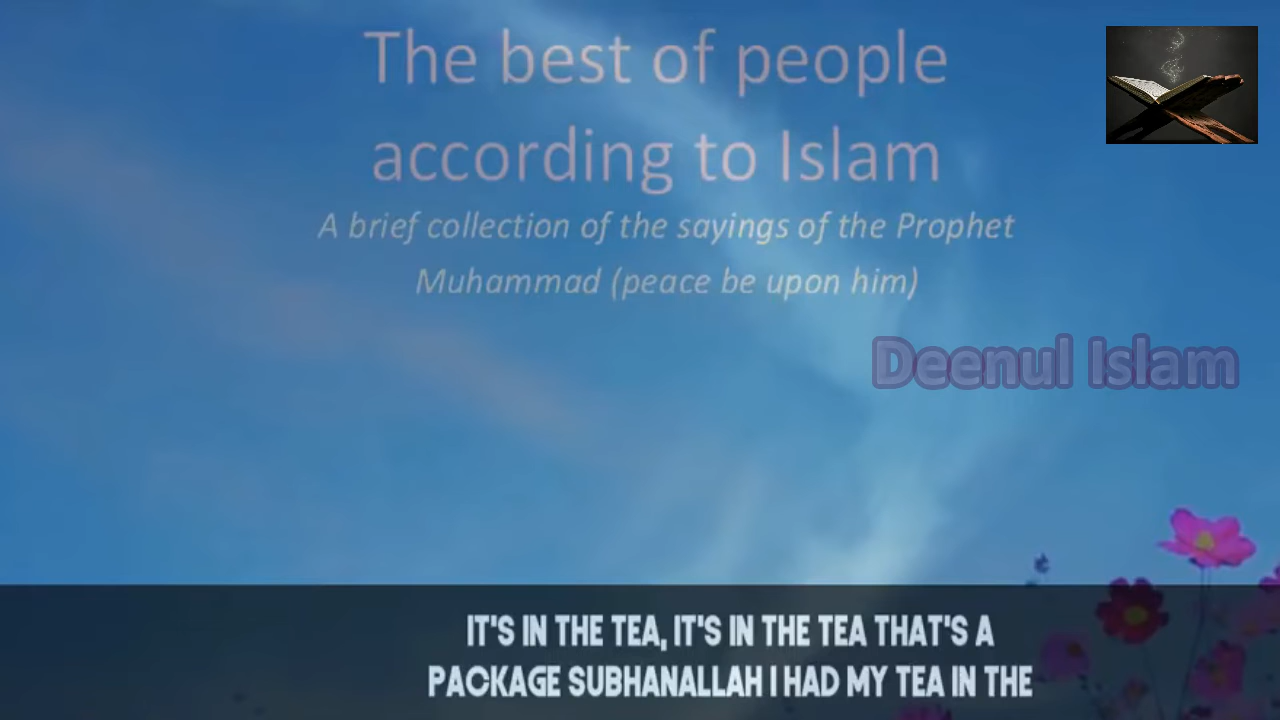 The best of people
according to Islam
A brief collection of the sayings of the Prophet
Muhammad (peace be upon him)
Deenul Islam
IT'S IN THE TEA, IT'S IN THE TEA THAT'S A
PACKAGE SUBHANALLAH I HAD MY TEA IN THE